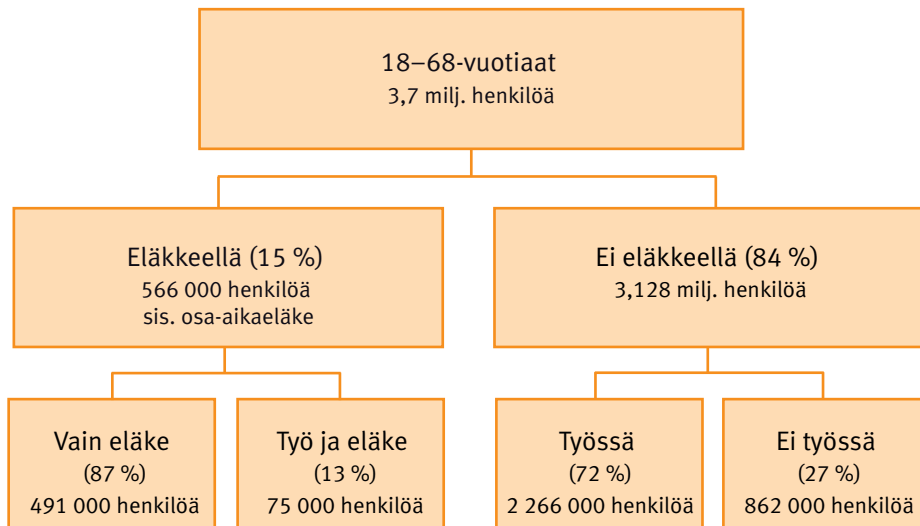 18–68-vuotiaat
3,7 milj. henkilöä
Eläkkeellä (15 %)
566 000 henkilöä
sis. osa-aikaeläke
Ei eläkkeellä (84 %)
3,128 milj. henkilöä
Vain eläke
(87 %)
491 000 henkilöä
Työ ja eläke
(13 %)
75 000 henkilöä
Työssä
(72 %)
2 266 000 henkilöä
Ei työssä
(27 %)
862 000 henkilöä